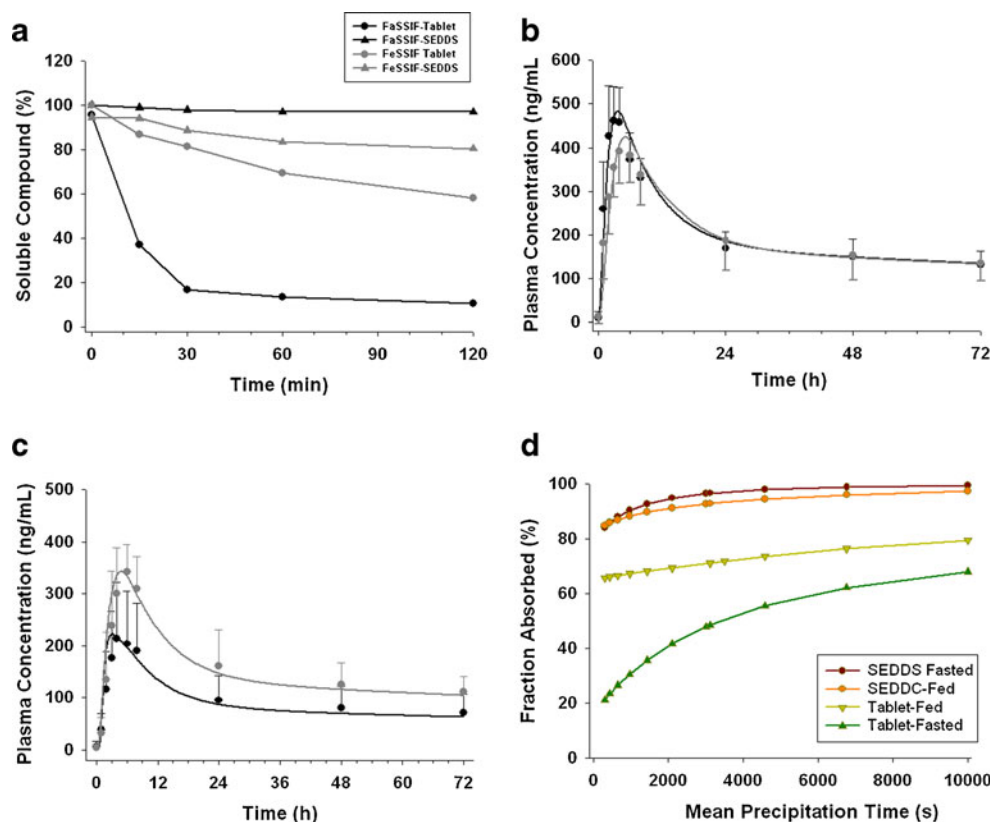 a
FaSSIF-Tablet
FaSSIF-SEDDS
FeSSIF Tablet
FeSSIF-SEDDS
120
100
80
60
40
20
0
Soluble Compound (%)
0 30 60 90 120
Time (min)
b
600
500
400
300
200
100
0
Plasma Concentration (ng/mL)
0 24 48 72
Time (h)
c
500
400
300
200
100
0
Plasma Concentration (ng/mL)
0 12 24 36 48 60 72
Time (h)
d
100
80
60
40
20
0
Fraction Absorbed (%)
SEDDS Fasted
SEDDC-Fed
Tablet-Fed
Tablet-Fasted
0 2000 4000 6000 8000 10000
Mean Precipitation Time (s)